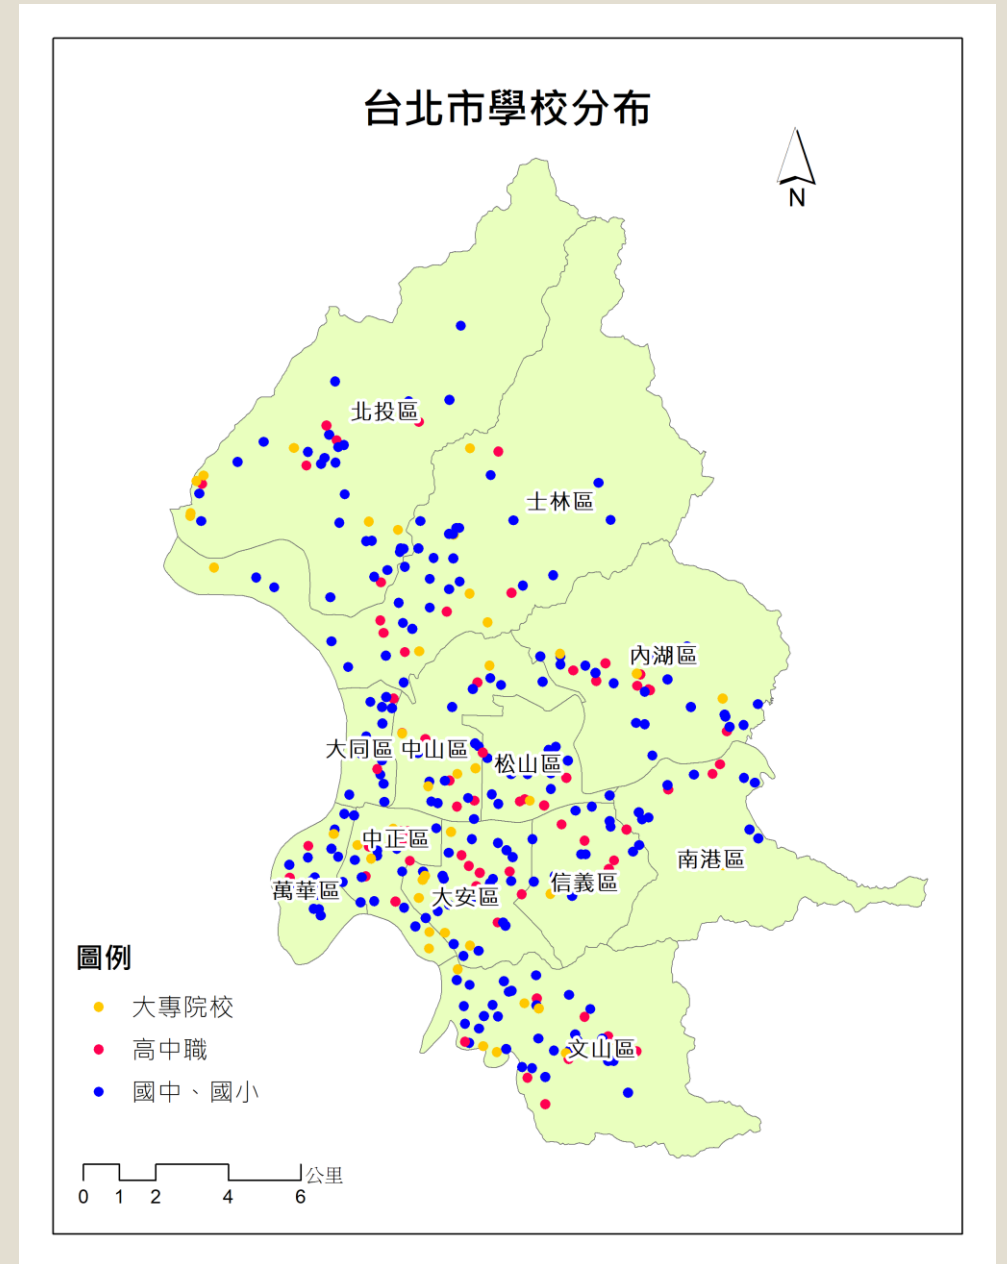 台北市學校分布
N
北投區
士林區
內湖區
大同區
中山區
松山區
中正區
南港區
萬華區
大安區
信義區
圖例
大專院校
高中職
國中、國小
文山區
公里
0 1 2 4 6